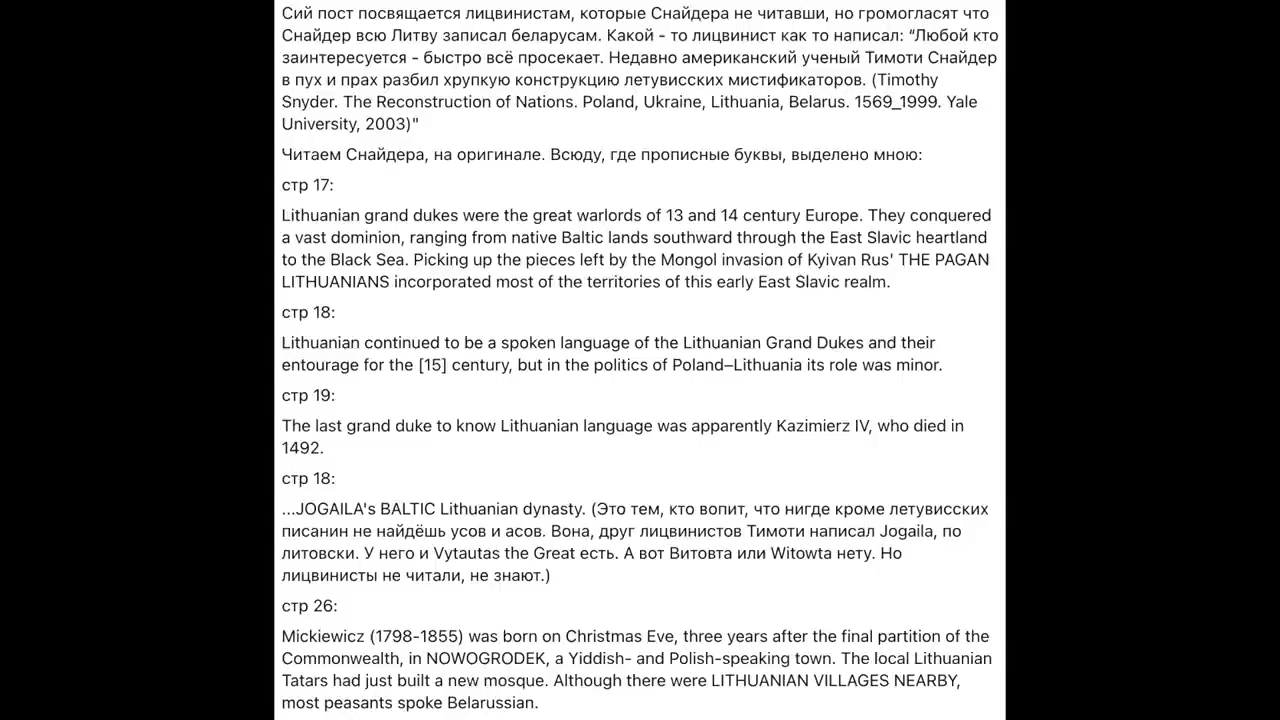 Сий пост посвящается лицвинистам, которые Снайдера не читавши, но громогласят что
Снайдер всю Литву записал беларусам. Какой - то лицвинист как то написал: “Любой кто
заинтересуется - быстро всё просекает. Недавно американский ученый Тимоти Снайдер
в пух и прах разбил хрупкую конструкцию летувисских мистификаторов. (Timothy
Snyder. The Reconstruction of Nations. Poland, Ukraine, Lithuania, Belarus. 1569_1999. Yale
University, 2003)"
Читаем Снайдера, на оригинале. Всюду, где прописные буквы, выделено мною:
стр 17:
Lithuanian grand dukes were the great warlords of 13 and 14 century Europe. They conquered
a vast dominion, ranging from native Baltic lands southward through the East Slavic heartland
to the Black Sea. Picking up the pieces left by the Mongol invasion of Kyivan Rus' THE PAGAN
LITHUANIANS incorporated most of the territories of this early East Slavic realm.
стр 18:
Lithuanian continued to be a spoken language of the Lithuanian Grand Dukes and their
entourage for the [15] century, but in the politics of Poland–Lithuania its role was minor.
стр 19:
The last grand duke to know Lithuanian language was apparently Kazimierz IV, who died in
1492.
стр 18:
...JOGAILA's BALTIC Lithuanian dynasty. (Это тем, кто вопит, что нигде кроме летувисских
писанин не найдёшь усов и асов. Вона, друг лицвинистов Тимоти написал Jogaila, по
литовски. У него и Vytautas the Great есть. А вот Витовта или Witowta нету. Но
лицвинисты не читали, не знают.)
стр 26:
Mickiewicz (1798-1855) was born on Christmas Eve, three years after the final partition of the
Commonwealth, in NOWOGRODEK, a Yiddish- and Polish-speaking town. The local Lithuanian
Tatars had just built a new mosque. Although there were LITHUANIAN VILLAGES NEARBY,
most peasants spoke Belarussian.